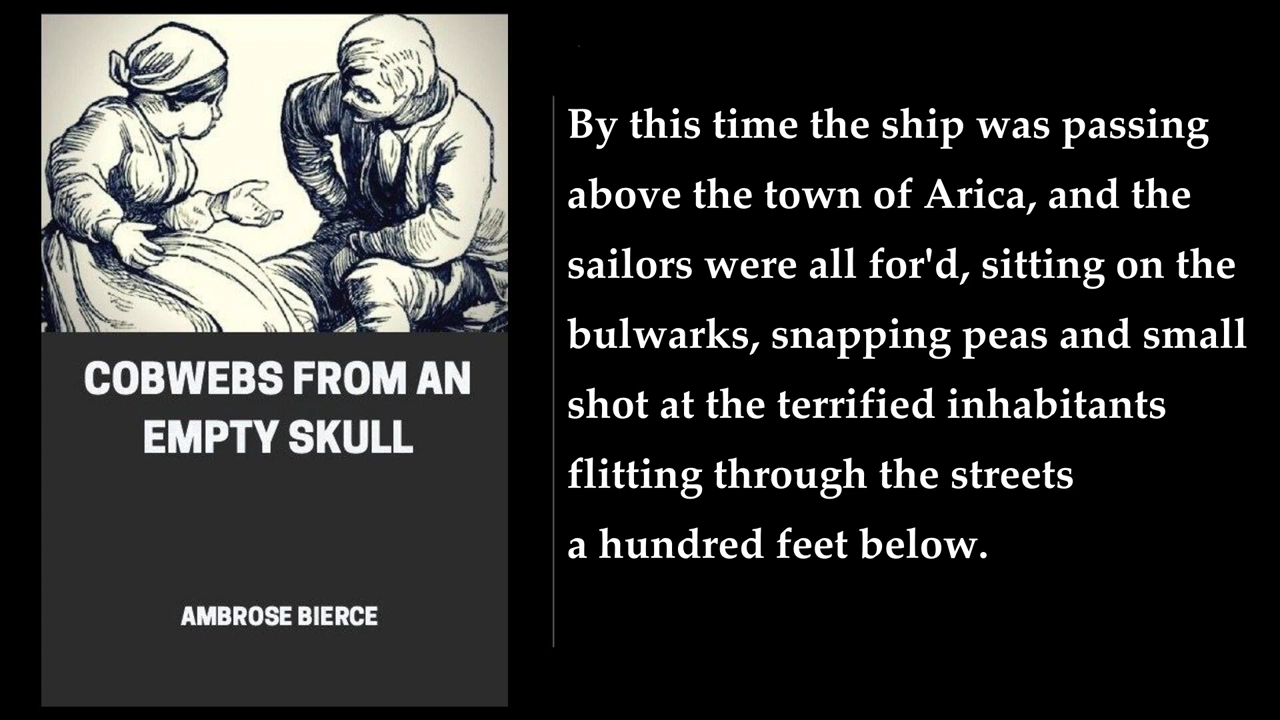 COBWEBS FROM AN
EMPTY SKULL
AMBROSE BIERCE
By this time the ship was passing
above the town of Arica, and the
sailors were all for'd, sitting on the
bulwarks, snapping peas and small
shot at the terrified inhabitants
flitting through the streets
a hundred feet below.